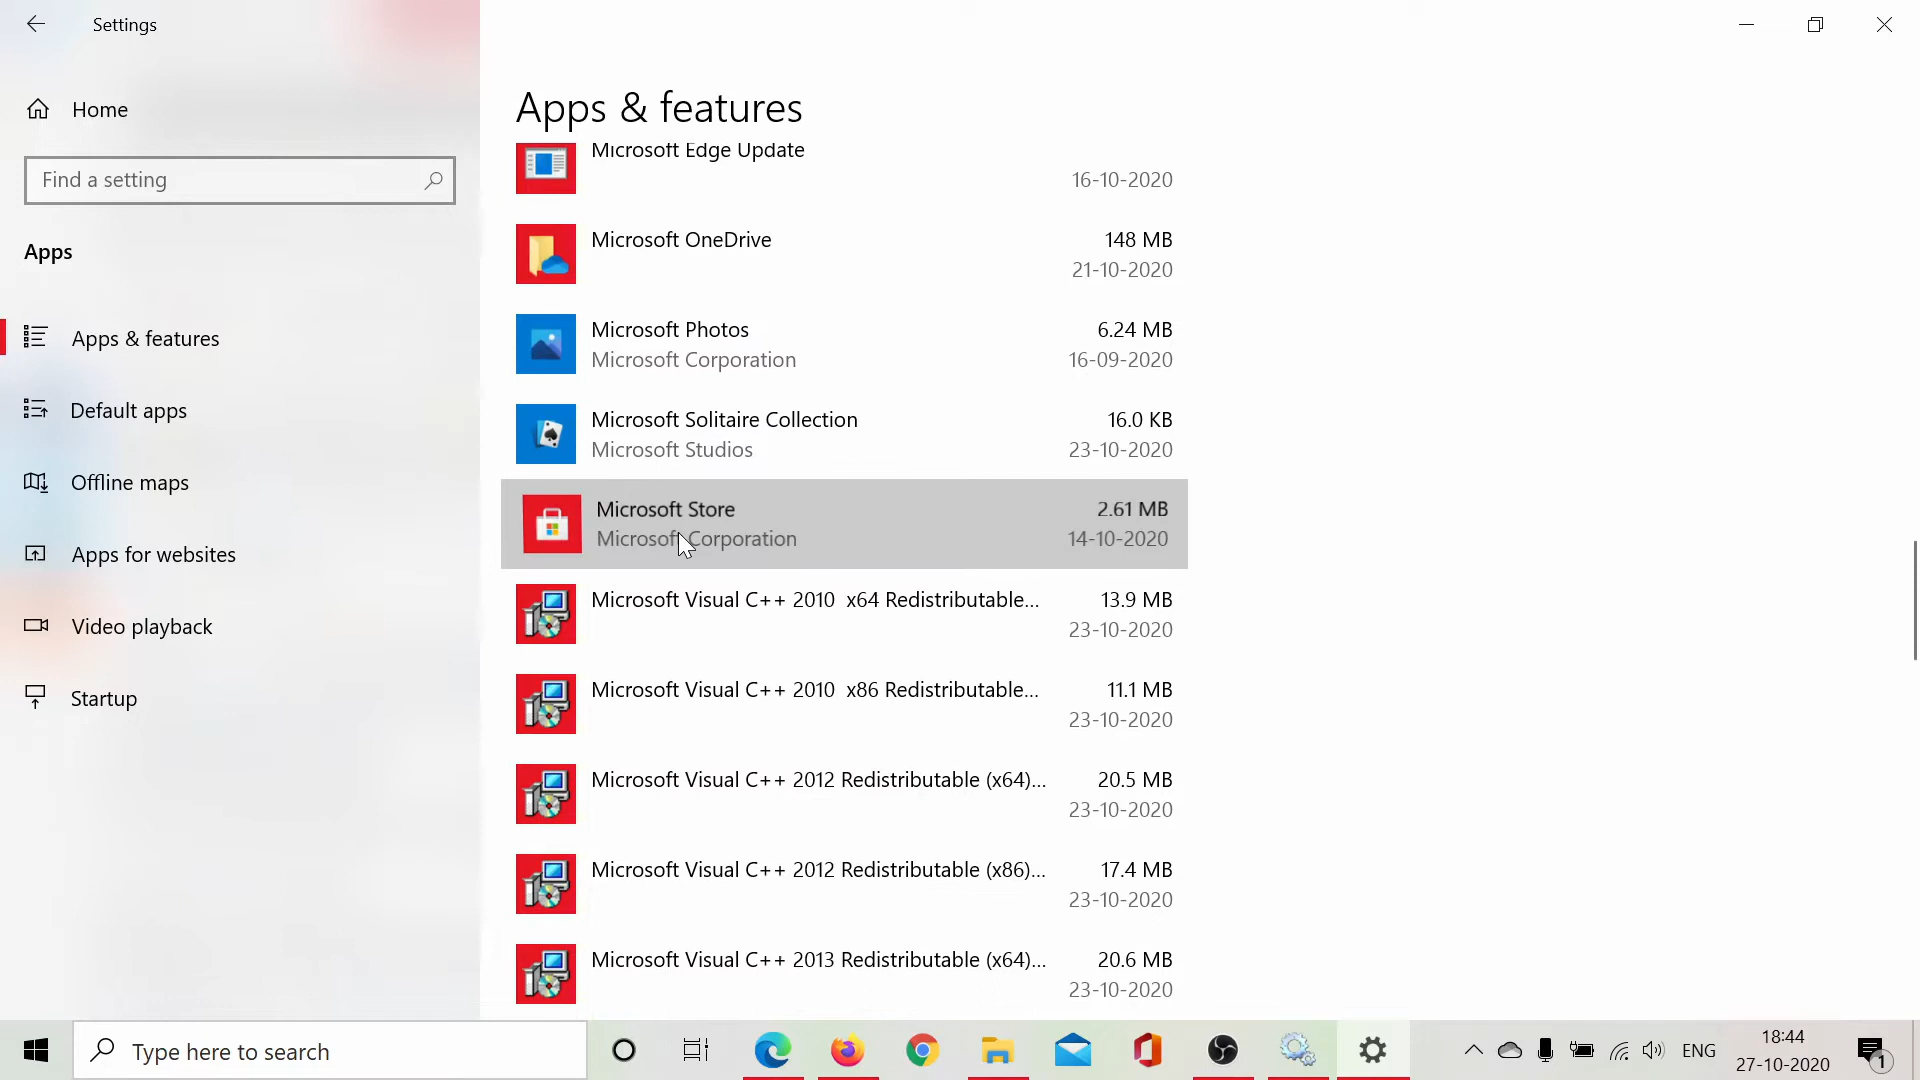 Settings
Home
Find a setting
Apps
Apps & features
Default apps
Offline maps
Apps for websites
Video playback
Startup
Apps & features
Microsoft Edge Update
16-10-2020
Microsoft OneDrive 148 MB
21-10-2020
Microsoft Photos 6.24 MB
Microsoft Corporation 16-09-2020
Microsoft Solitaire Collection 16.0 KB
Microsoft Studios 23-10-2020
Microsoft Store 2.61 MB
Microsoft Corporation 14-10-2020
Microsoft Visual C++ 2010 x64 Redistributable... 13.9 MB
23-10-2020
Microsoft Visual C++ 2010 x86 Redistributable... 11.1 MB
23-10-2020
Microsoft Visual C++ 2012 Redistributable (x64)... 20.5 MB
23-10-2020
Microsoft Visual C++ 2012 Redistributable (x86)... 17.4 MB
23-10-2020
Microsoft Visual C++ 2013 Redistributable (x64)... 20.6 MB
23-10-2020
Type here to search
ENG
18:44
27-10-2020
1